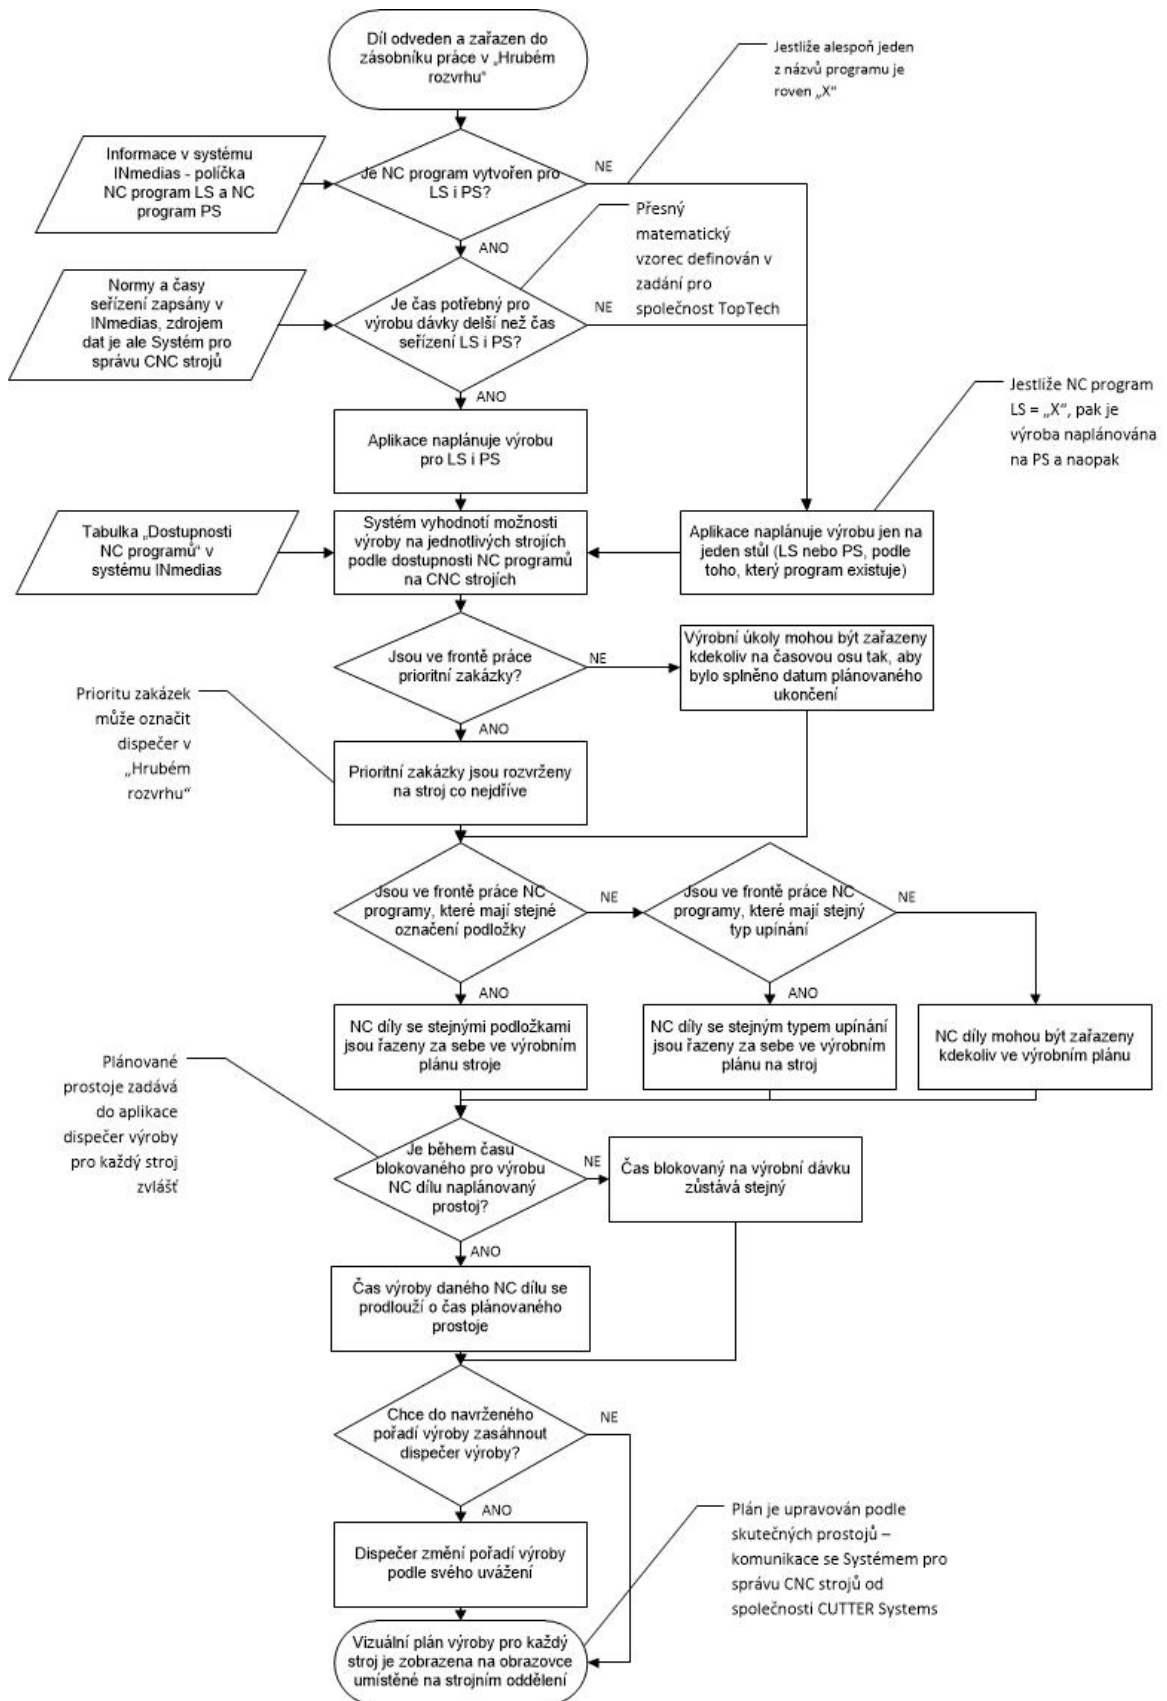 Díl odveden a zařazen do
zásobníku práce v „Hrubém
rozvrhu“
Jestliže alespoň jeden
z názvů programu je
roven „X“
Informace v systému
INmedias - políčka
NC program LS a NC
program PS
Je NC program vytvořen pro
LS i PS?
NE
ANO
Přesný
matematický
vzorec definován v
zadání pro
společnost TopTech
Normy a časy
seřízení zapsány v
INmedias, zdrojem
dat je ale Systém pro
správu CNC strojů
Je čas potřebný pro
výrobu dávky delší než čas
seřízení LS i PS?
NE
ANO
Jestliže NC program
LS = „X“, pak je
výroba naplánována
na PS a naopak
Aplikace naplánuje výrobu
pro LS i PS
Tabulka „Dostupnosti
NC programů“ v
systému INmedias
Systém vyhodnotí možnosti
výroby na jednotlivých strojích
podle dostupnosti NC programů
na CNC strojích
Aplikace naplánuje výrobu jen na
jeden stůl (LS nebo PS, podle
toho, který program existuje)
Jsou ve frontě práce
prioritní zakázky?
NE
Výrobní úkoly mohou být zařazeny
kdekoliv na časovou osu tak, aby
bylo splněno datum plánovaného
ukončení
ANO
Prioritu zakázek
může označit
dispečer v
„Hrubém
rozvrhu“
Prioritní zakázky jsou rozvrženy
na stroj co nejdříve
Jsou ve frontě práce NC
programy, které mají stejné
označení podložky
NE
Jsou ve frontě práce NC
programy, které mají stejný
typ upínání
NE
ANO
ANO
NC díly se stejnými podložkami
jsou řazeny za sebe ve výrobním
plánu stroje
NC díly se stejným typem upínání
jsou řazeny za sebe ve výrobním
plánu na stroj
NC díly mohou být zařazeny
kdekoliv ve výrobním plánu
Plánované
prostoje zadává
do aplikace
dispečer výroby
pro každý stroj
zvlášť
Je během času
blokovaného pro výrobu
NC dílu naplánovaný
prostoj?
NE
Čas blokovaný na výrobní dávku
zůstává stejný
ANO
Čas výroby daného NC dílu se
prodlouží o čas plánovaného
prostoje
Chce do navrženého
pořadí výroby zasáhnout
dispečer výroby?
NE
ANO
Dispečer změní pořadí výroby
podle svého uvážení
Plán je upravován podle
skutečných prostojů –
komunikace se Systémem pro
správu CNC strojů od
společnosti CUTTER Systems
Vizuální plán výroby pro každý
stroj je zobrazena na obrazovce
umístěné na strojním oddělení